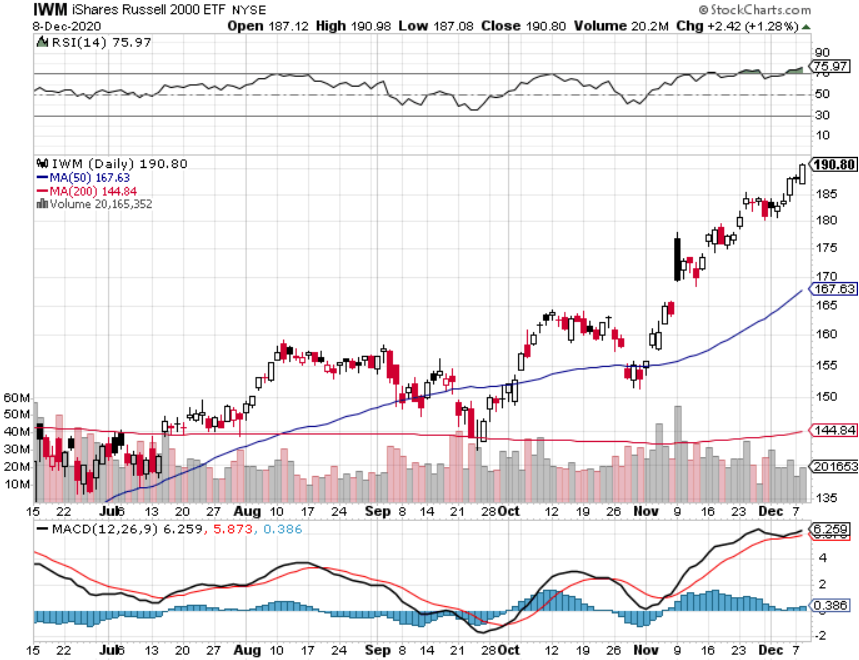 IWM iShares Russell 2000 ETF NYSE
© StockCharts.com
8-Dec-2020
Open 187.12 High 190.98 Low 187.08 Close 190.80 Volume 20.2M Chg +2.42 (+1.28%)
RSI(14) 75.97
90
75.97
70
50
30
10
IWM (Daily) 190.80
MA(50) 167.63
MA(200) 144.84
Volume 20,165,352
190.80
185
180
175
170
167.63
165
160
155
150
144.84
201653
135
60M
50M
40M
30M
20M
10M
15 22 Jul 6 13 20 27 Aug 10 17 24 Sep 8 14 21 28 Oct 12 19 26 Nov 9 16 23 Dec 7
MACD(12,26,9) 6.259, 5.873, 0.386
6.259
5.873
4
2
0.386
-2
15 22 Jul 6 13 20 27 Aug 10 17 24 Sep 8 14 21 28 Oct 12 19 26 Nov 9 16 23 Dec 7